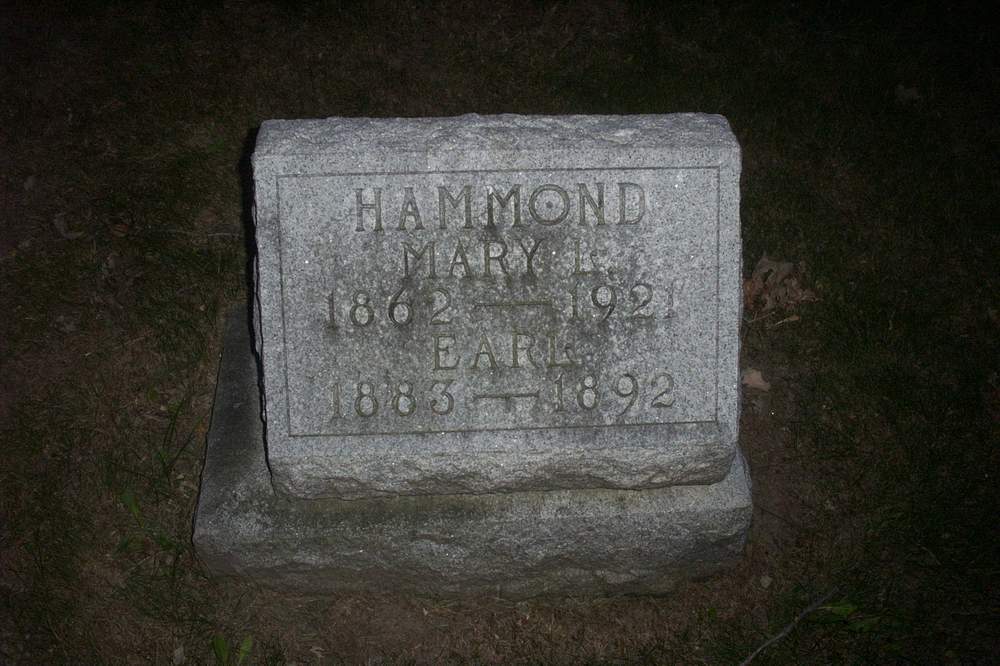 HAMMOND
MARY L.
1862 — 1921
EARL
1883 — 1892